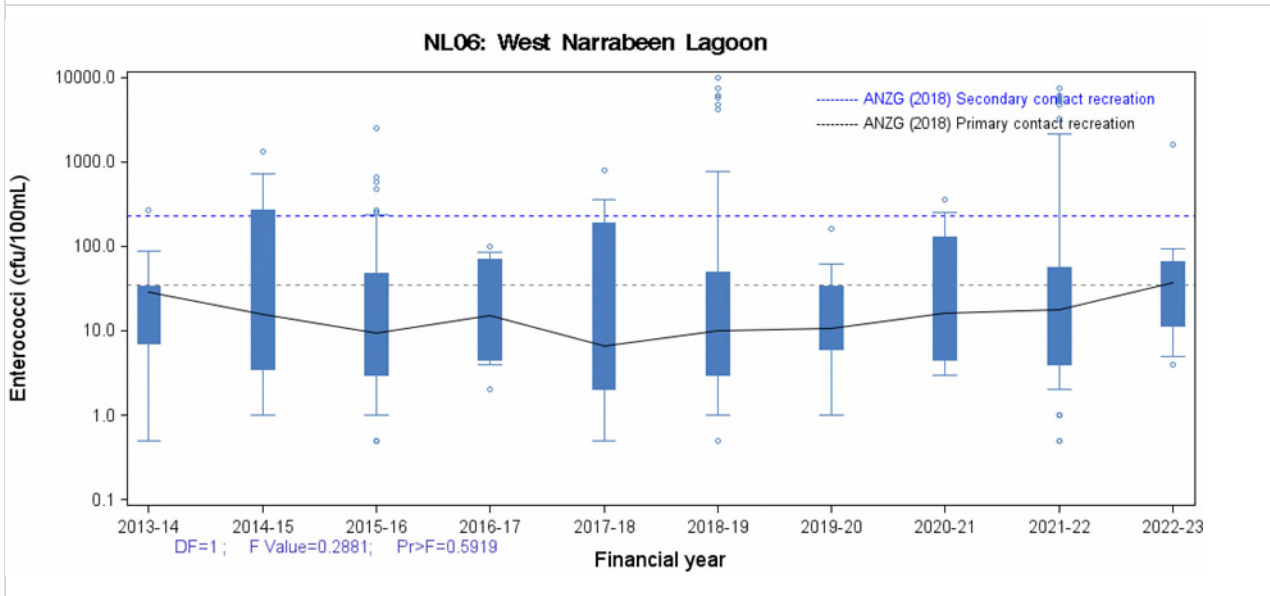 NL06: West Narrabeen Lagoon
10000.0
1000.0
100.0
10.0
1.0
0.1
Enterococci (cfu/100mL)
ANZG (2018) Secondary contact recreation
ANZG (2018) Primary contact recreation
2013-14 2014-15 2015-16 2016-17 2017-18 2018-19 2019-20 2020-21 2021-22 2022-23
DF=1 ; F Value=0.2881; Pr>F=0.5919
Financial year